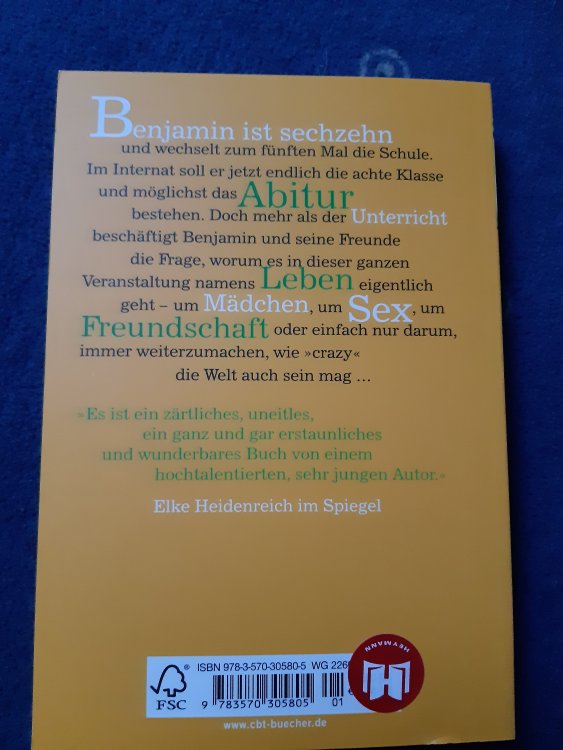 Benjamin ist sechzehn
und wechselt zum fünften Mal die Schule.
Im Internat soll er jetzt endlich die achte Klasse
und möglichst das Abitur
bestehen. Doch mehr als der Unterricht
beschäftigt Benjamin und seine Freunde
die Frage, worum es in dieser ganzen
Veranstaltung namens Leben eigentlich
geht – um Mädchen, um Sex, um
Freundschaft oder einfach nur darum,
immer weiterzumachen, wie »crazy«
die Welt auch sein mag …
»Es ist ein zärtliches, uneitles,
ein ganz und gar erstaunliches
und wunderbares Buch von einem
hochtalentierten, sehr jungen Autor.«
Elke Heidenreich im Spiegel
HEYMANN
ISBN 978-3-570-30580-5 WG
FSC
9 783570 305805
01
www.cbt-buecher.de